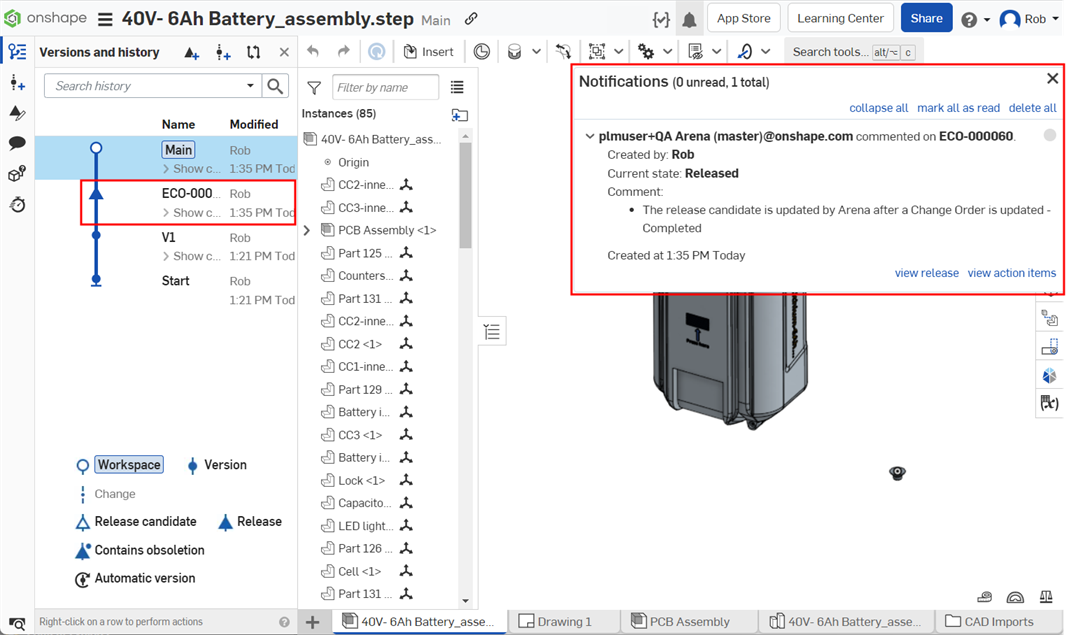 onshape
40V- 6Ah Battery_assembly.step Main
App Store
Learning Center
Share
Rob
Versions and history
Insert
Search tools... alt/⌥ c
Search history
Name Modified
Main Rob
Show c... 1:35 PM Tod
ECO-000... Rob
Show c... 1:35 PM Tod
V1 Rob
Show c... 1:21 PM Tod
Start Rob
1:21 PM Tod
Workspace
Version
Change
Release candidate
Release
Contains obsoletion
Automatic version
Right-click on a row to perform actions
Filter by name
Instances (85)
40V- 6Ah Battery_ass...
Origin
CC2-inne...
CC3-inne...
PCB Assembly <1>
Part 125 ...
Counters...
Part 131 ...
CC2-inne...
CC2 <1>
CC1-inne...
Part 129 ...
Battery i...
CC3 <1>
Battery i...
Lock <1>
Capacito...
LED light...
Part 126 ...
Cell <1>
Part 131 ...
Notifications (0 unread, 1 total)
collapse all mark all as read delete all
plmuser+QA Arena (master)@onshape.com commented on ECO-000060.
Created by: Rob
Current state: Released
Comment:
• The release candidate is updated by Arena after a Change Order is updated -
Completed
Created at 1:35 PM Today
view release view action items
40V- 6Ah Battery_asse...
Drawing 1
PCB Assembly
40V- 6Ah Battery_asse...
CAD Imports